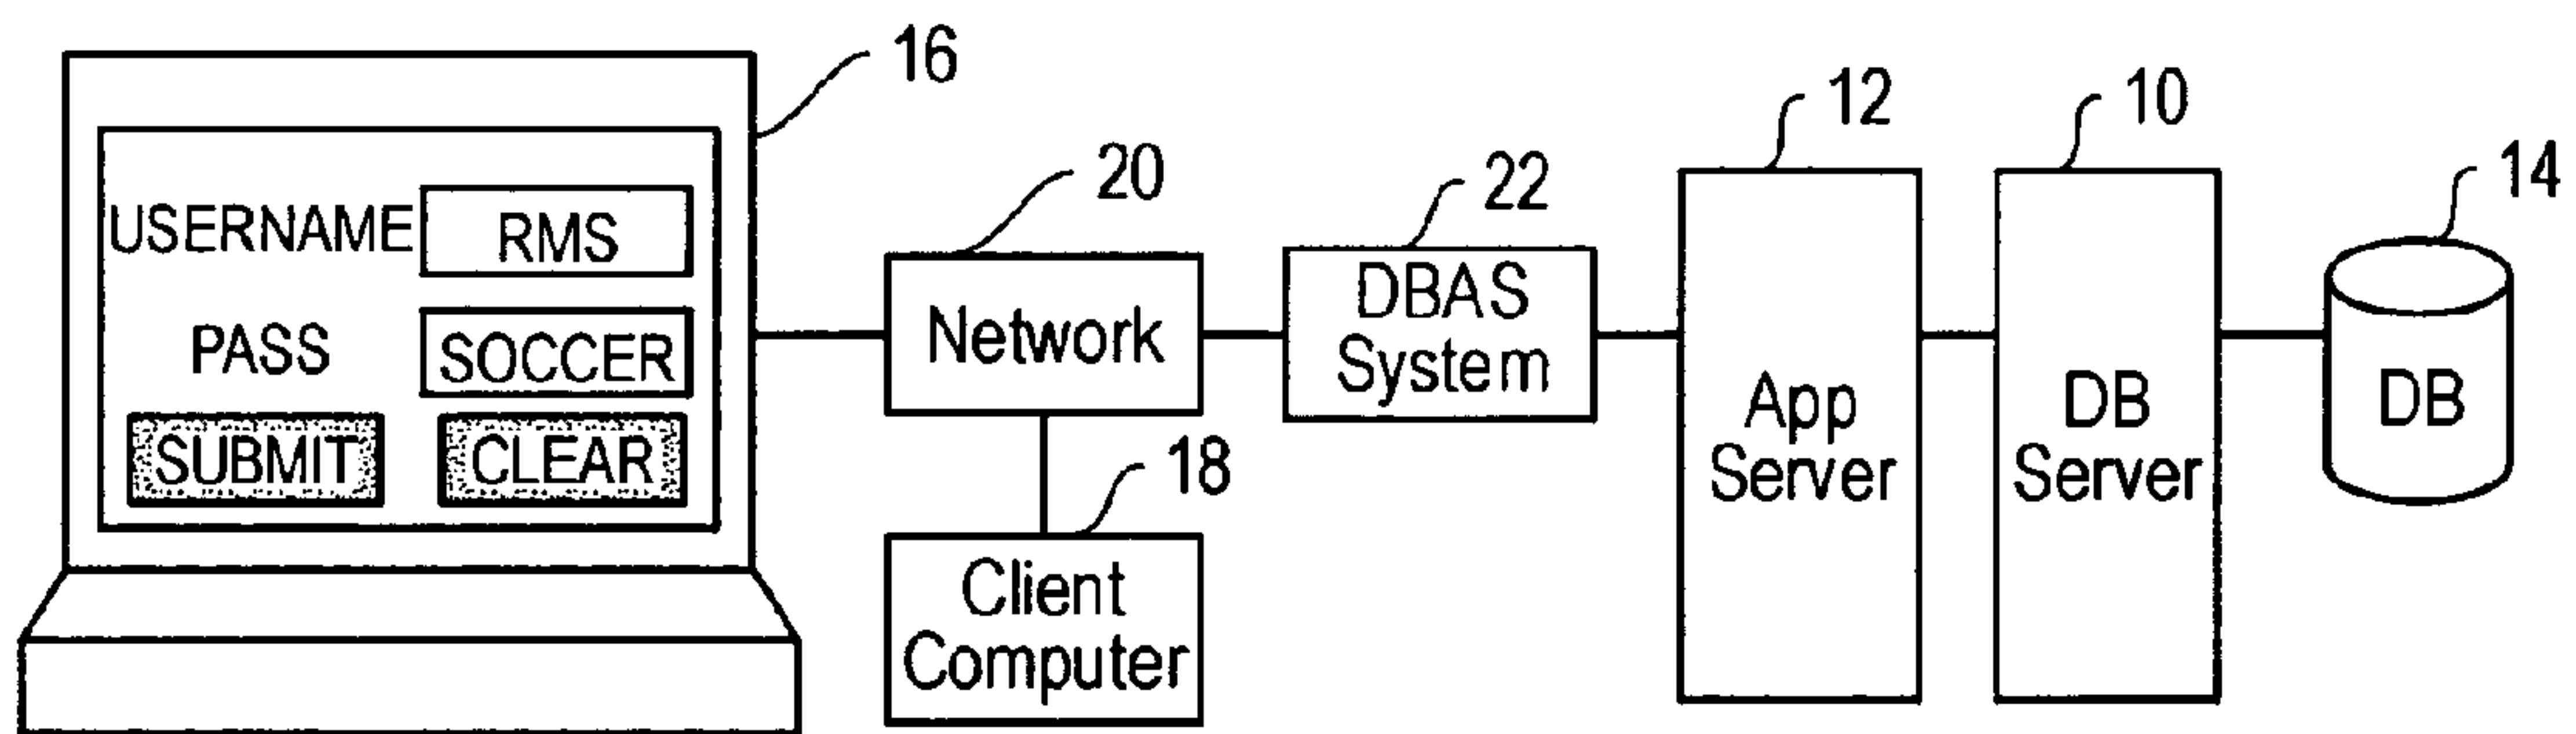 16
USERNAME RMS
PASS SOCCER
SUBMIT CLEAR
20
Network
18
Client
Computer
22
DBAS
System
12
App
Server
10
DB
Server
14
DB